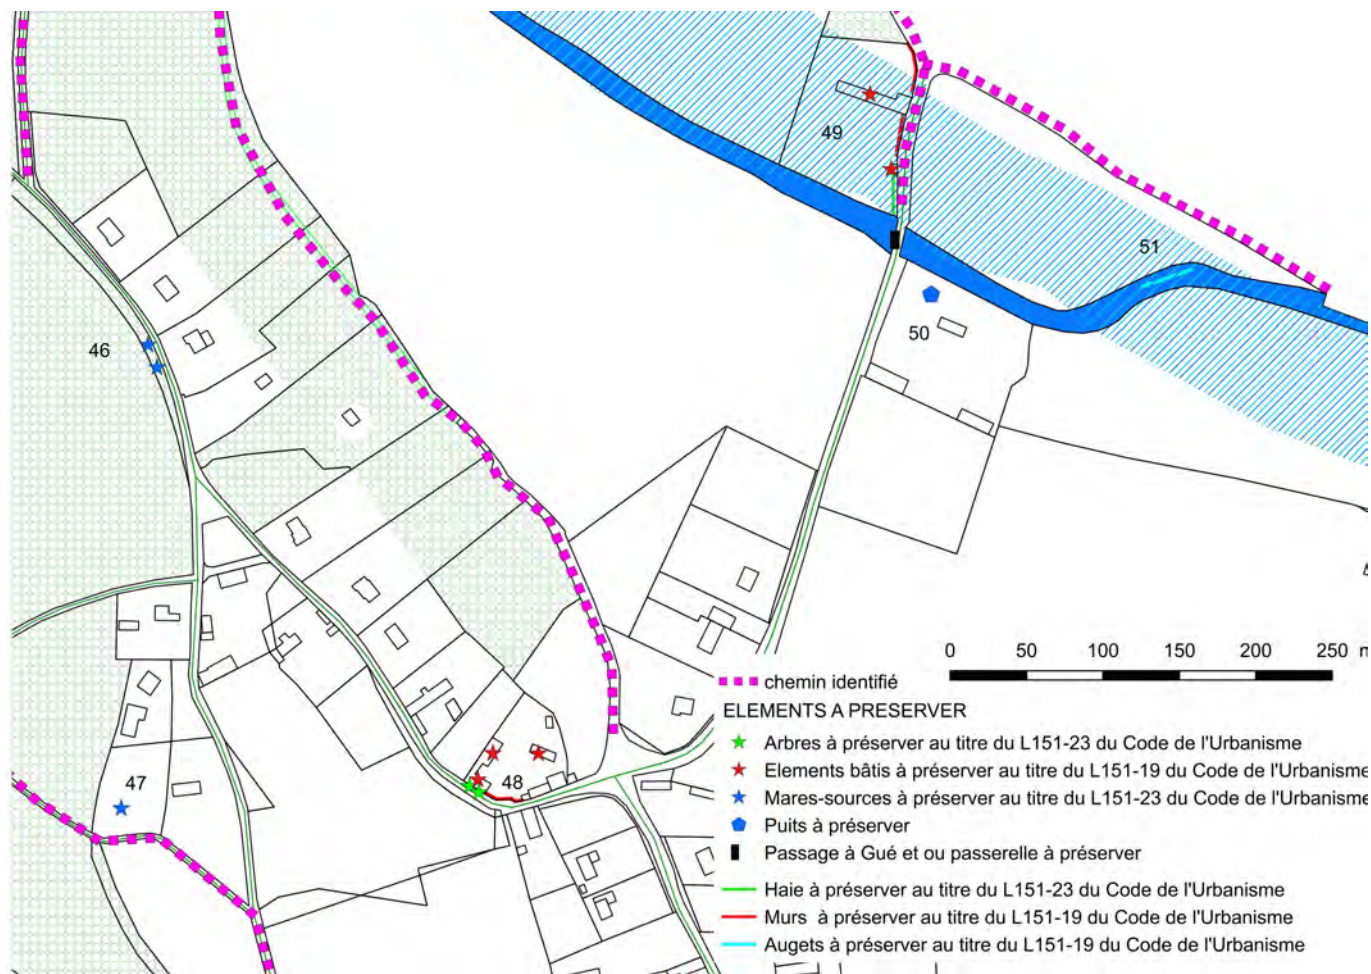 49
51
46
50
0 50 100 150 200 250 m
chemin identifié
ELEMENTS A PRESERVER
Arbres à préserver au titre du L151-23 du Code de l'Urbanisme
Elements bâtis à préserver au titre du L151-19 du Code de l'Urbanisme
47
48
Mares-sources à préserver au titre du L151-23 du Code de l'Urbanisme
Puits à préserver
Passage à Gué et ou passerelle à préserver
Haie à préserver au titre du L151-23 du Code de l'Urbanisme
Murs à préserver au titre du L151-19 du Code de l'Urbanisme
Augets à préserver au titre du L151-19 du Code de l'Urbanisme